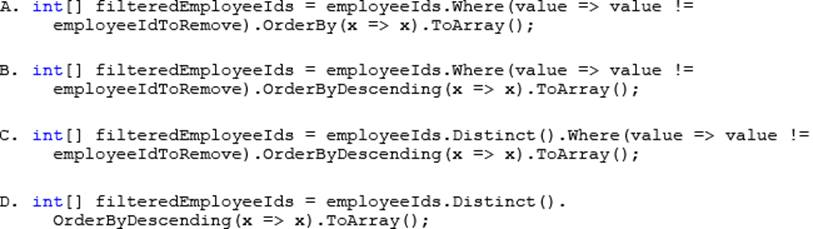 A. int[] filteredEmployeeIds = employeeIds.Where(value => value !=
employeeIdToRemove).OrderBy(x => x).ToArray();
B. int[] filteredEmployeeIds = employeeIds.Where(value => value !=
employeeIdToRemove).OrderByDescending(x => x).ToArray();
C. int[] filteredEmployeeIds = employeeIds.Distinct().Where(value => value !=
employeeIdToRemove).OrderByDescending(x => x).ToArray();
D. int[] filteredEmployeeIds = employeeIds.Distinct().
OrderByDescending(x => x).ToArray();